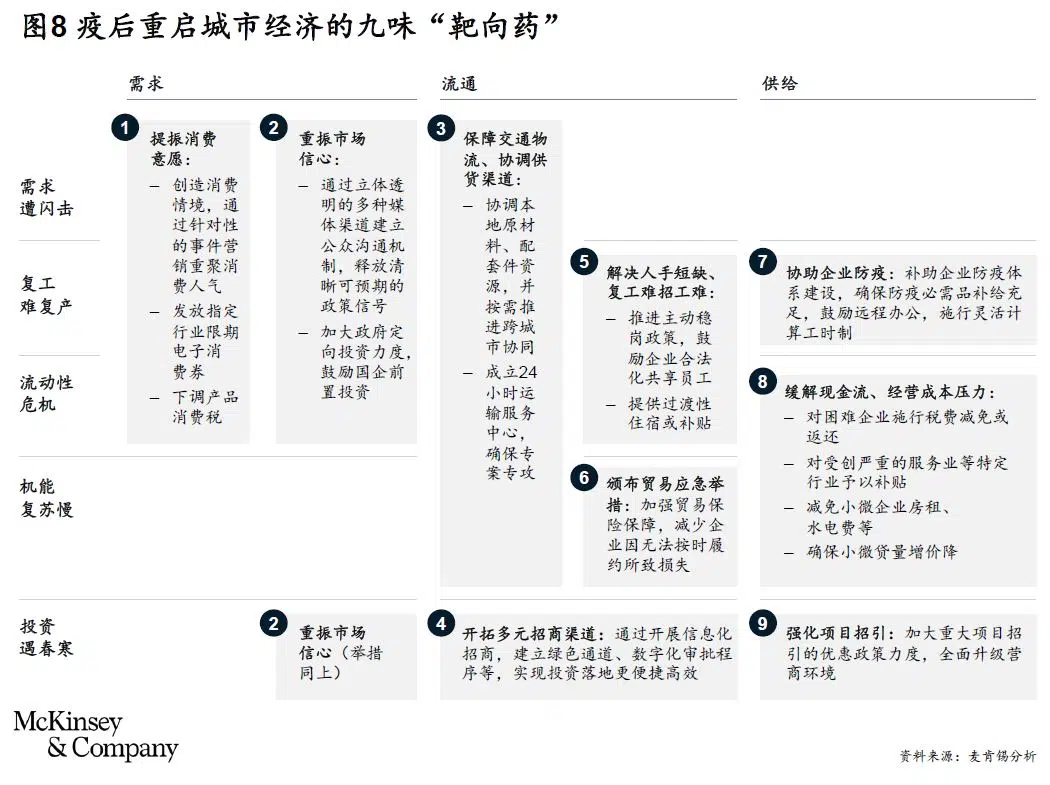 图8 疫后重启城市经济的九味“靶向药”
需求
流通
供给
需求
遭闪击
复工
难复产
流动性
危机
机能
复苏慢
投资
遇春寒
1
提振消费
意愿：
– 创造消费
情境，通
过针对性
的事件营
销重聚消
费人气
– 发放指定
行业限期
电子消
费券
– 下调产品
消费税
2
重振市场
信心：
– 通过立体透
明的多种媒
体渠道建立
公众沟通机
制，释放清
晰可预期的
政策信号
– 加大政府定
向投资力度，
鼓励国企前
置投资
3
保障交通物
流、协调供
货渠道：
– 协调本
地原材
料、配
套件资
源，并
按需推
进跨城
市协同
– 成立24
小时运
输服务
中心，
确保专
案专攻
5
解决人手短缺、
复工难招工难：
– 推进主动稳
岗政策，鼓
励企业合法
化共享员工
– 提供过渡性
住宿或补贴
6
颁布贸易应急举
措：加强贸易保
险保障，减少企
业因无法按时履
约所致损失
7
协助企业防疫：补助企业防疫体
系建设，确保防疫必需品补给充
足，鼓励远程办公，施行灵活计
算工时制
8
缓解现金流、经营成本压力：
– 对困难企业施行税费减免或
返还
– 对受创严重的服务业等特定
行业予以补贴
– 减免小微企业房租、
水电费等
– 确保小微贷量增价降
2
重振市场
信心（举措
同上）
4
开拓多元招商渠道：通过开展信息化
招商，建立绿色通道、数字化审批程
序等，实现投资落地更便捷高效
9
强化项目招引：加大重大项目招
引的优惠政策力度，全面升级营
商环境
McKinsey
& Company
资料来源：麦肯锡分析